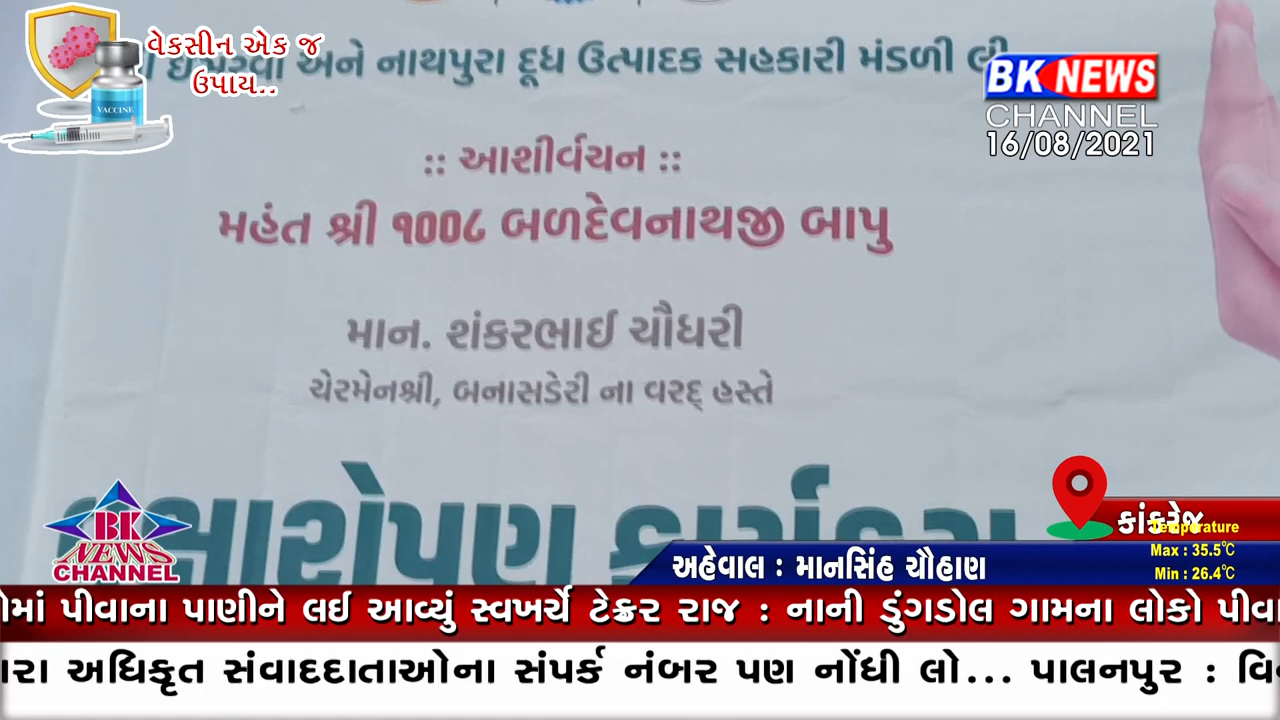 અને નાથપુરા દૂધ ઉત્પાદક સહકારી મંડળી લી
વેકસીન એક જ
ઉપાય..
VACCINE
BK NEWS
CHANNEL
16/08/2021
:: આશીર્વચન ::
મહંત શ્રી ૧૦૦૮ બળદેવનાથજી બાપુ
માન. શંકરભાઈ ચૌધરી
ચેરમેનશ્રી, બનાસડેરી ના વરદ્ હસ્તે
BK
NEWS
CHANNEL
કાંકરેજ
Temperature
Max : 35.5℃
Min : 26.4℃
અહેવાલ : માનસિંહ ચૌહાણ
માં પીવાના પાણીને લઇ આવ્યું સ્વખર્ચે ટેન્કર રાજ : નાની ડુંગડોલ ગામના લોકો પીવા
રા અધિકૃત સંવાદદાતાઓના સંપર્ક નંબર પણ નોંધી લો... પાલનપુર : વિ